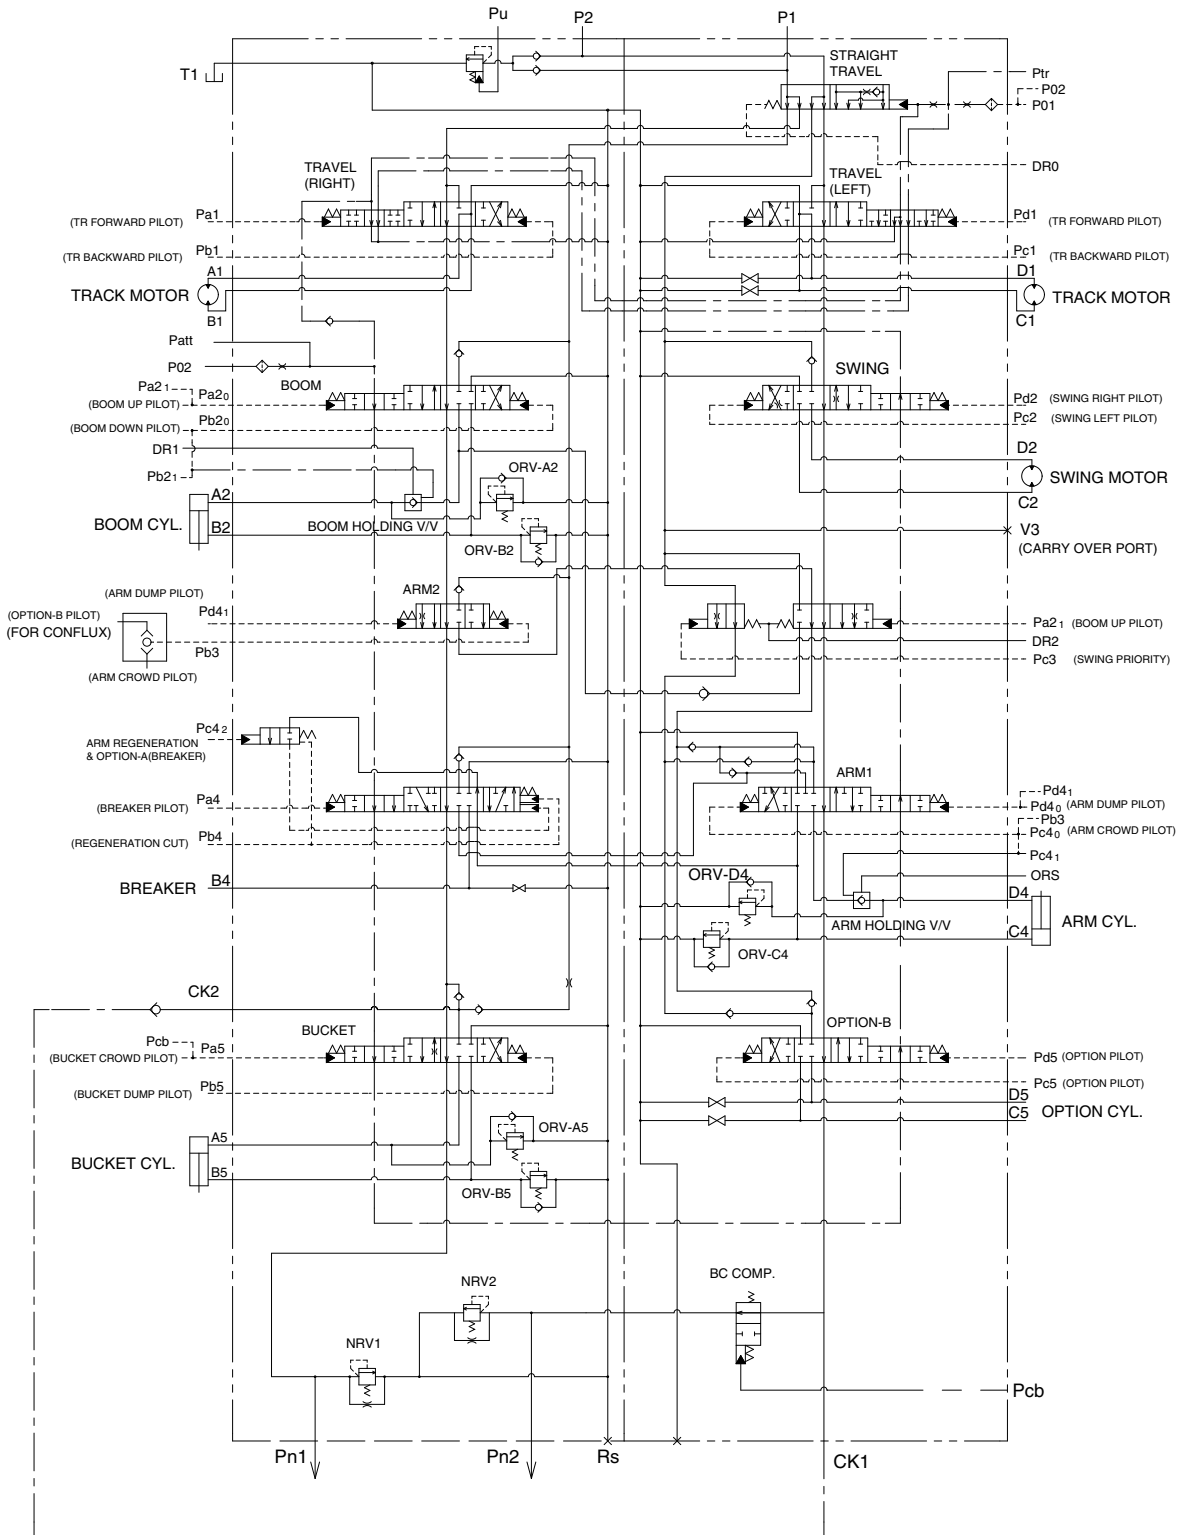 Pu
P2
P1
T1
STRAIGHT
TRAVEL
Ptr
P02
P01
DR0
TRAVEL
(RIGHT)
TRAVEL
(LEFT)
(TR FORWARD PILOT) Pa1
Pd1 (TR FORWARD PILOT)
(TR BACKWARD PILOT) Pb1
Pc1 (TR BACKWARD PILOT)
A1
D1
TRACK MOTOR
TRACK MOTOR
B1
C1
Patt
P02
BOOM
SWING
Pa21
Pa20
(BOOM UP PILOT)
Pd2 (SWING RIGHT PILOT)
Pb20
(BOOM DOWN PILOT)
Pc2 (SWING LEFT PILOT)
DR1
D2
Pb21
ORV-A2
SWING MOTOR
A2
C2
BOOM CYL.
B2
BOOM HOLDING V/V
V3
(CARRY OVER PORT)
ORV-B2
ARM2
(ARM DUMP PILOT)
(OPTION-B PILOT)
(FOR CONFLUX)
Pd41
Pb3
(ARM CROWD PILOT)
Pa21 (BOOM UP PILOT)
DR2
Pc3 (SWING PRIORITY)
Pc42
ARM REGENERATION
& OPTION-A(BREAKER)
ARM1
(BREAKER PILOT) Pa4
Pd41
Pd40 (ARM DUMP PILOT)
Pb3
Pc40 (ARM CROWD PILOT)
(REGENERATION CUT) Pb4
Pc41
ORS
BREAKER B4
ORV-D4
D4
ARM CYL.
ARM HOLDING V/V
C4
ORV-C4
CK2
BUCKET
OPTION-B
Pcb
(BUCKET CROWD PILOT) Pa5
Pd5 (OPTION PILOT)
(BUCKET DUMP PILOT) Pb5
Pc5 (OPTION PILOT)
D5
C5 OPTION CYL.
ORV-A5
A5
BUCKET CYL.
B5
ORV-B5
BC COMP.
NRV2
NRV1
Pcb
Pn1
Pn2
Rs
CK1